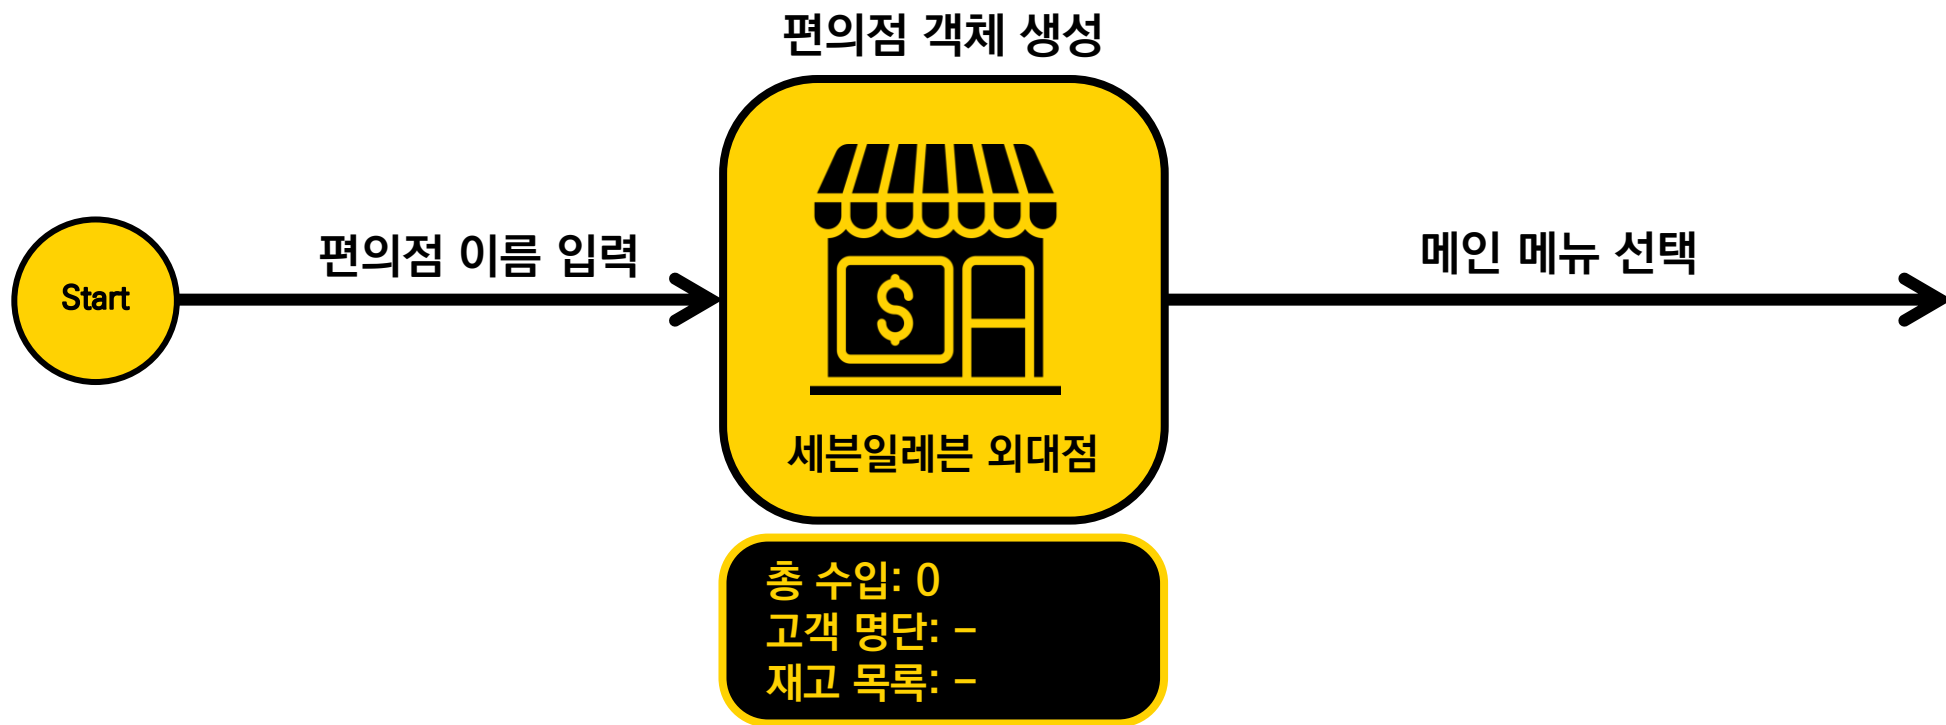 편의점 객체 생성
편의점 이름 입력
메인 메뉴 선택
Start
$
세븐일레븐 외대점
총 수입: 0
고객 명단: -
재고 목록: -